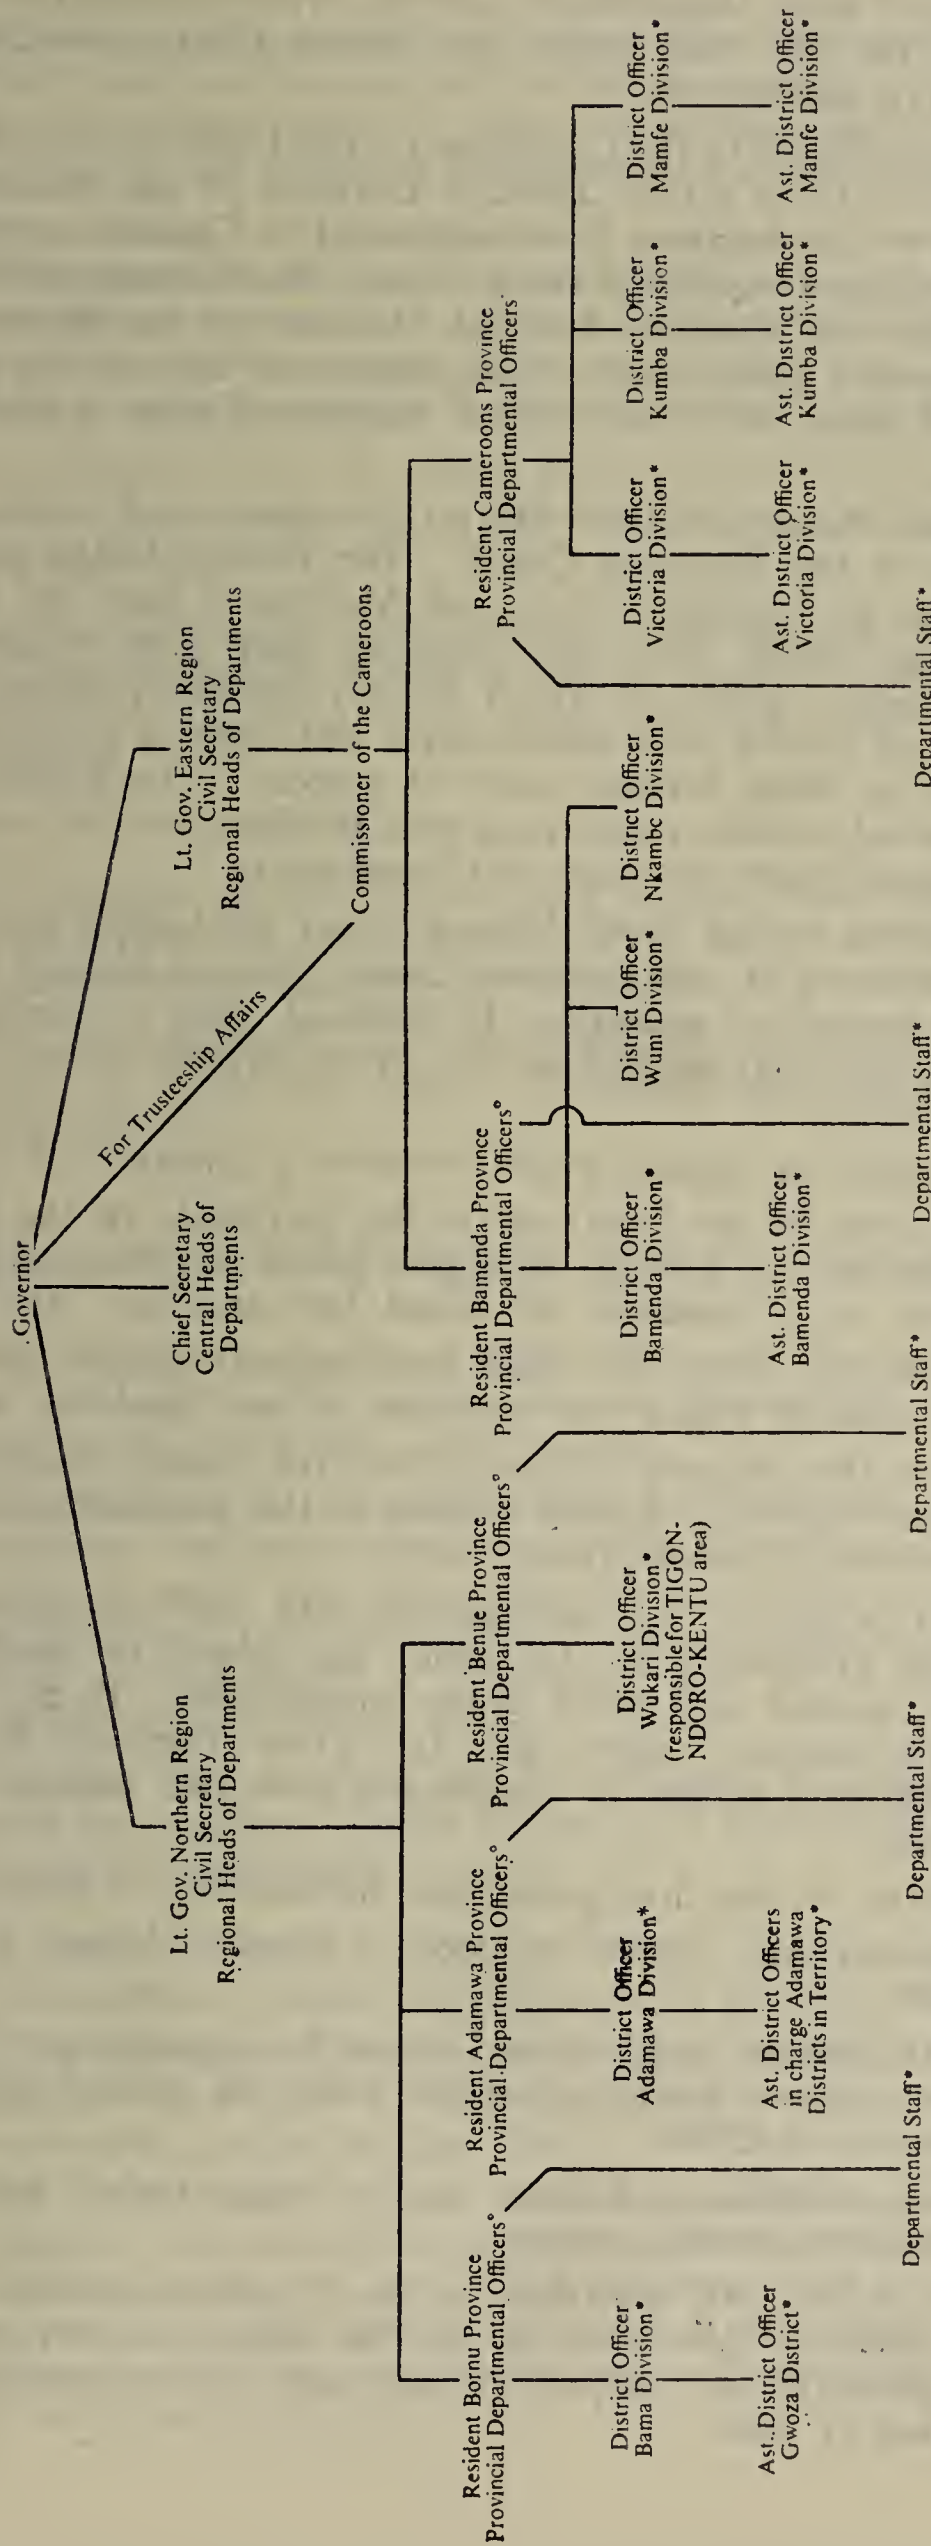 .Governor
Lt. Gov. Northern Region
Civil Secretary
Regional Heads of Departments
Chief Secretary
Central Heads of
Departments
For Trusteeship Affairs
Lt. Gov. Eastern Region
Civil Secretary
Regional Heads of Departments
Commissioner of the Cameroons
Resident Bornu Province
Provincial Departmental Officers°
Resident Adamawa Province
Provincial Departmental Officers°
Resident Benue Province
Provincial Departmental Officers°
Resident Bamenda Province
Provincial Departmental Officers°
Resident Cameroons Province
Provincial Departmental Officers
District Officer
Bama Division*
District Officer
Adamawa Division*
District Officer
Wukari Division*
(responsible for TIGON-
NDORO-KENTU area)
District Officer
Bamenda Division*
District Officer
Wum Division*
District Officer
Nkambe Division*
District Officer
Victoria Division*
District Officer
Kumba Division*
District Officer
Mamfe Division*
Ast. District Officer
Gwoza District*
Ast. District Officers
in charge Adamawa
Districts in Territory*
Ast. District Officer
Bamenda Division*
Ast. District Officer
Victoria Division*
Ast. District Officer
Kumba Division*
Ast. District Officer
Mamfe Division*
Departmental Staff*
Departmental Staff*
Departmental Staff*
Departmental Staff*
Departmental Staff*